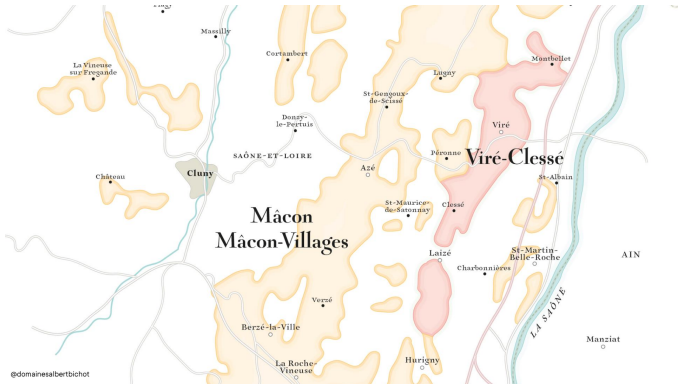 Massilly
Cortambert
Montbellet
La Vineuse
sur Fregande
Lugny
St-Gengoux-
de-Scissé
Donzy-
le-Pertuis
Viré
SAÔNE-ET-LOIRE
Péronne
Viré-Clessé
Azé
Cluny
Château
St-Albain
St-Maurice-
de-Satonnay
Clessé
Mâcon
Mâcon-Villages
Laizé
St-Martin-
Belle-Roche
AIN
Charbonnières
Verzé
LA SAÔNE
Berzé-la-Ville
Manziat
La Roche-
Vineuse
Hurigny
@domainesalbertbichot